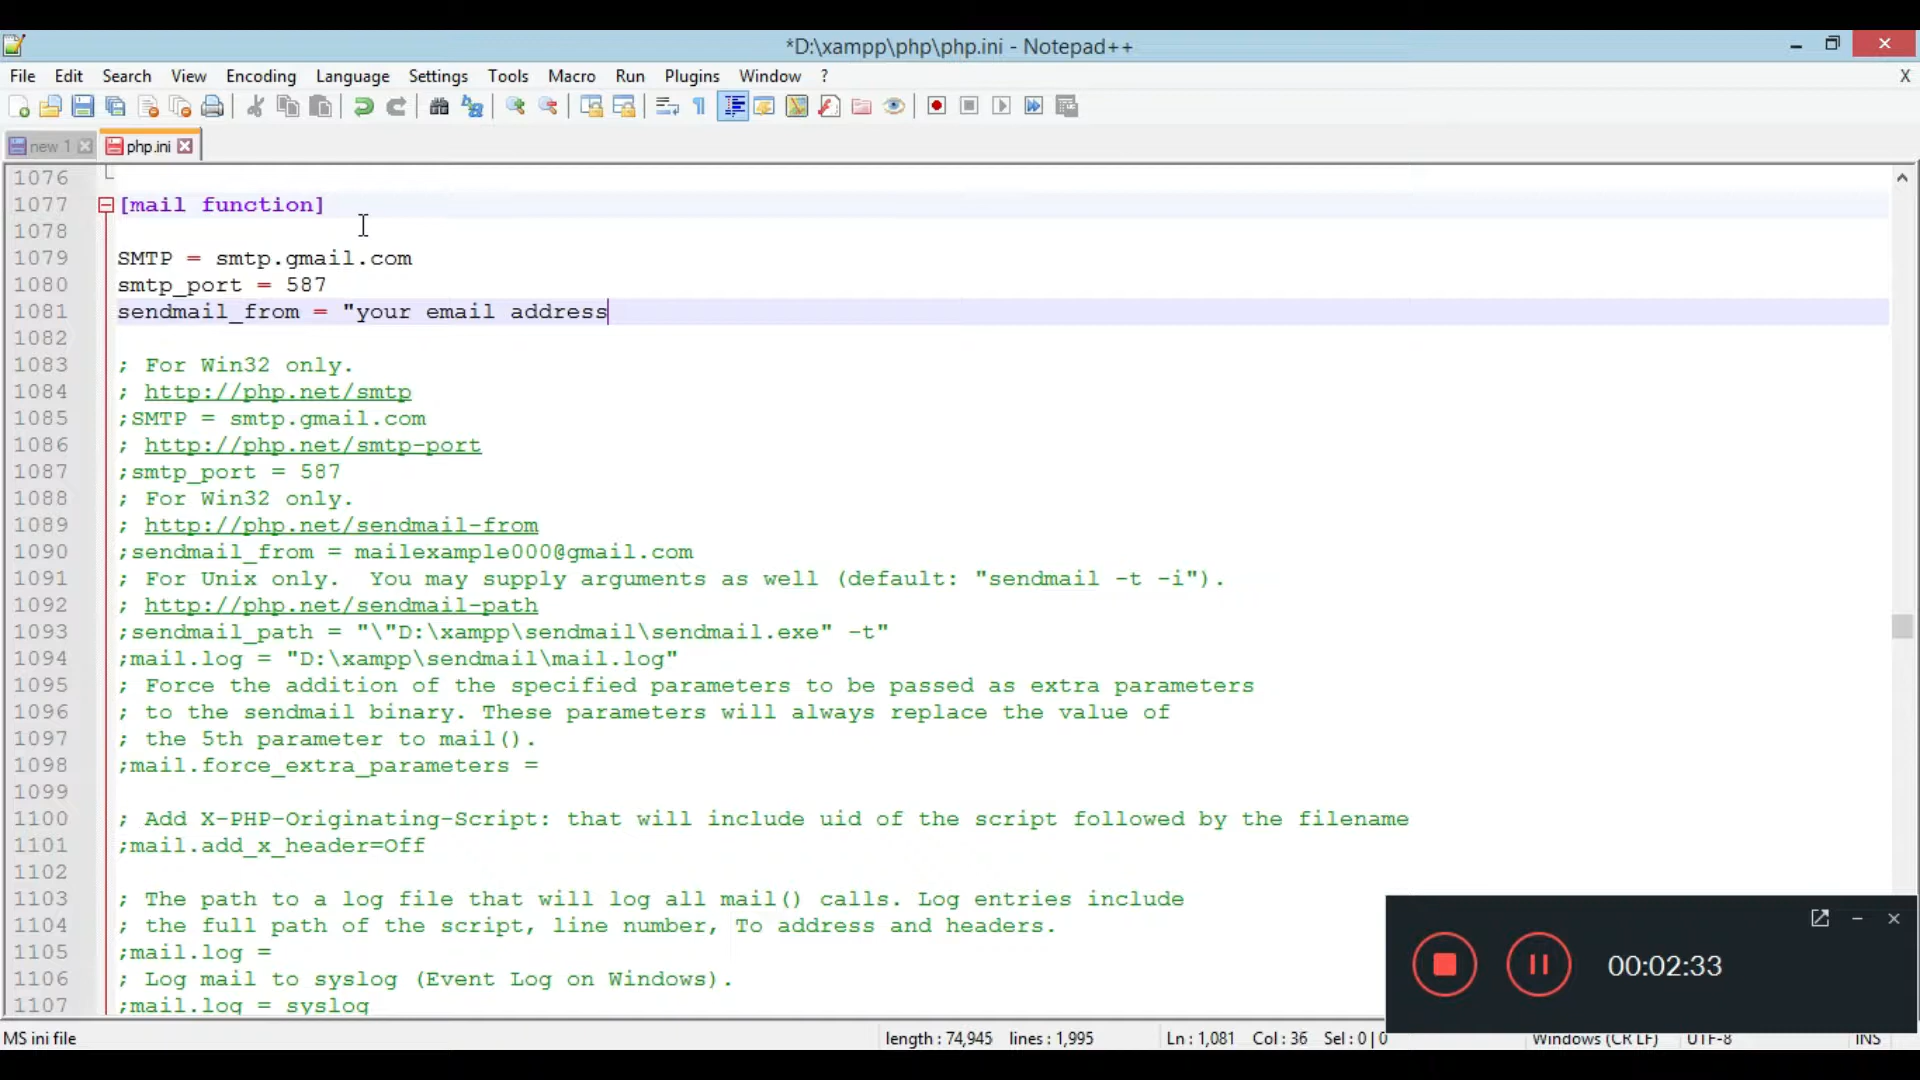 *D:\xampp\php\php.ini - Notepad++
File Edit Search View Encoding Language Settings Tools Macro Run Plugins Window ? X
new 1 php.ini
1076
1077 [mail function]
1078
1079 SMTP = smtp.gmail.com
1080 smtp_port = 587
1081 sendmail_from = "your email address
1082
1083 ; For Win32 only.
1084 ; http://php.net/smtp
1085 ;SMTP = smtp.gmail.com
1086 ; http://php.net/smtp-port
1087 ;smtp_port = 587
1088 ; For Win32 only.
1089 ; http://php.net/sendmail-from
1090 ;sendmail_from = mailexample000@gmail.com
1091 ; For Unix only.  You may supply arguments as well (default: "sendmail -t -i").
1092 ; http://php.net/sendmail-path
1093 ;sendmail_path = "\"D:\xampp\sendmail\sendmail.exe" -t"
1094 ;mail.log = "D:\xampp\sendmail\mail.log"
1095 ; Force the addition of the specified parameters to be passed as extra parameters
1096 ; to the sendmail binary. These parameters will always replace the value of
1097 ; the 5th parameter to mail().
1098 ;mail.force_extra_parameters =
1099
1100 ; Add X-PHP-Originating-Script: that will include uid of the script followed by the filename
1101 ;mail.add_x_header=Off
1102
1103 ; The path to a log file that will log all mail() calls. Log entries include
1104 ; the full path of the script, line number, To address and headers.
1105 ;mail.log =
1106 ; Log mail to syslog (Event Log on Windows).
1107 ;mail.log = syslog
00:02:33
MS ini file length : 74,945 lines : 1,995 Ln : 1,081 Col : 36 Sel : 0 | 0 Windows (CR LF) UTF-8 INS